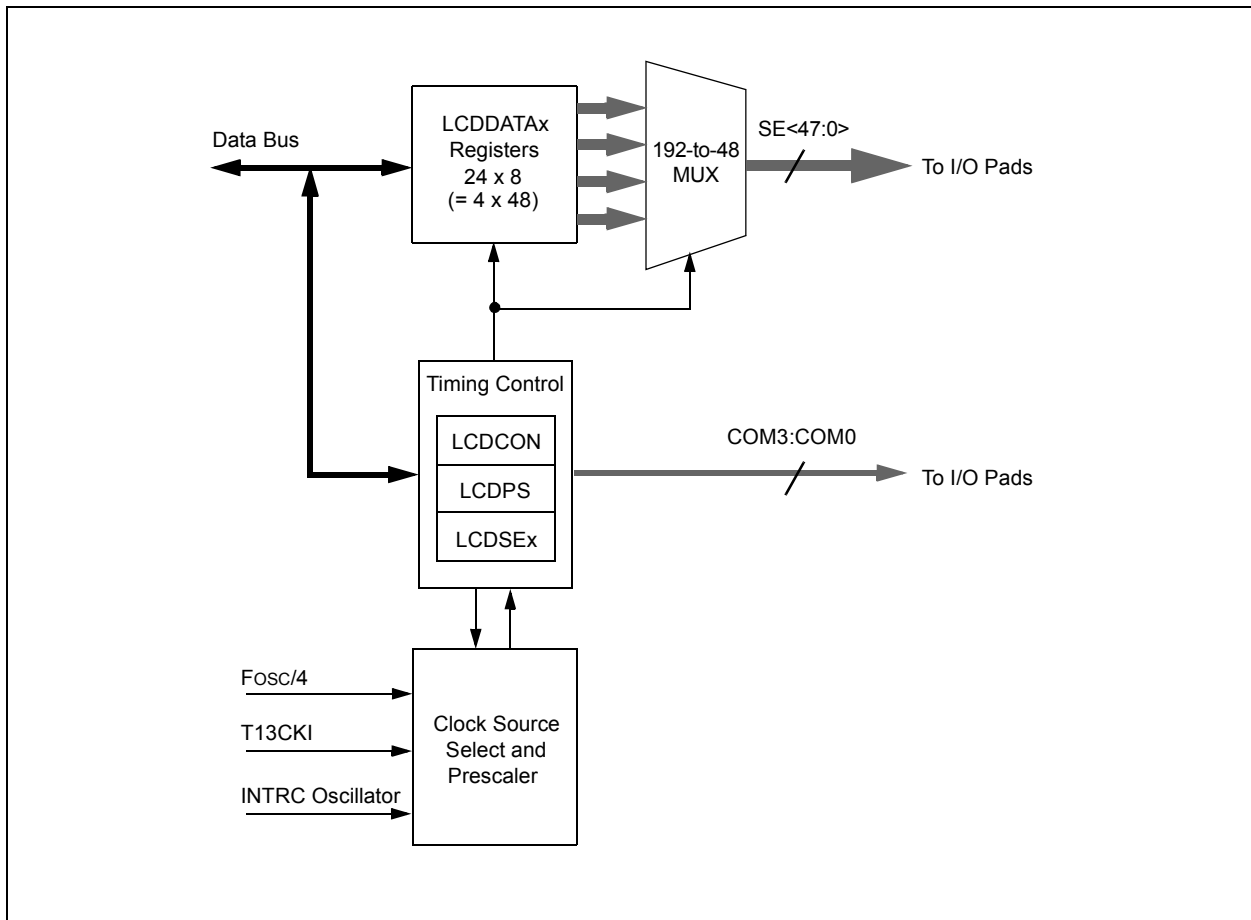 Data Bus
LCDDATAx
Registers
24 x 8
(= 4 x 48)
192-to-48
MUX
SE<47:0>
To I/O Pads
Timing Control
LCDCON
LCDPS
LCDSEx
COM3:COM0
To I/O Pads
FOSC/4
T13CKI
INTRC Oscillator
Clock Source
Select and
Prescaler